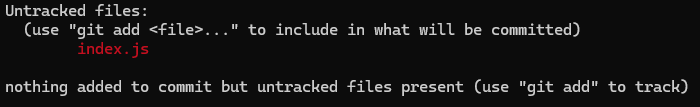 Untracked files:
  (use "git add <file>..." to include in what will be committed)
        index.js

nothing added to commit but untracked files present (use "git add" to track)